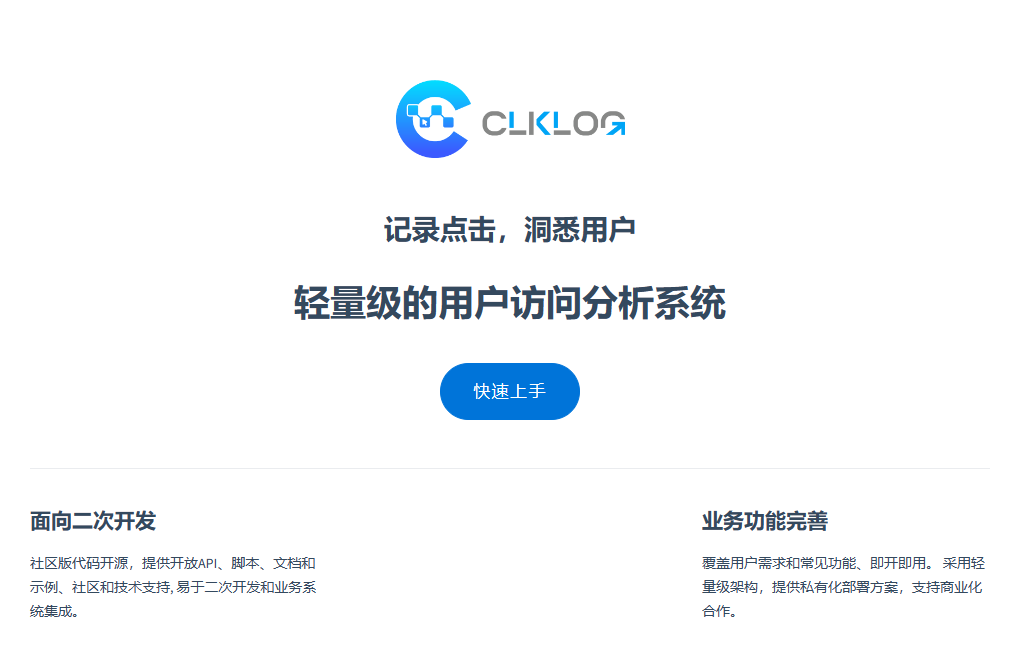 CLKLOG
记录点击，洞悉用户
轻量级的用户访问分析系统
快速上手
面向二次开发
社区版代码开源，提供开放API、脚本、文档和
示例、社区和技术支持, 易于二次开发和业务系
统集成。
业务功能完善
覆盖用户需求和常见功能、即开即用。 采用轻
量级架构，提供私有化部署方案，支持商业化
合作。